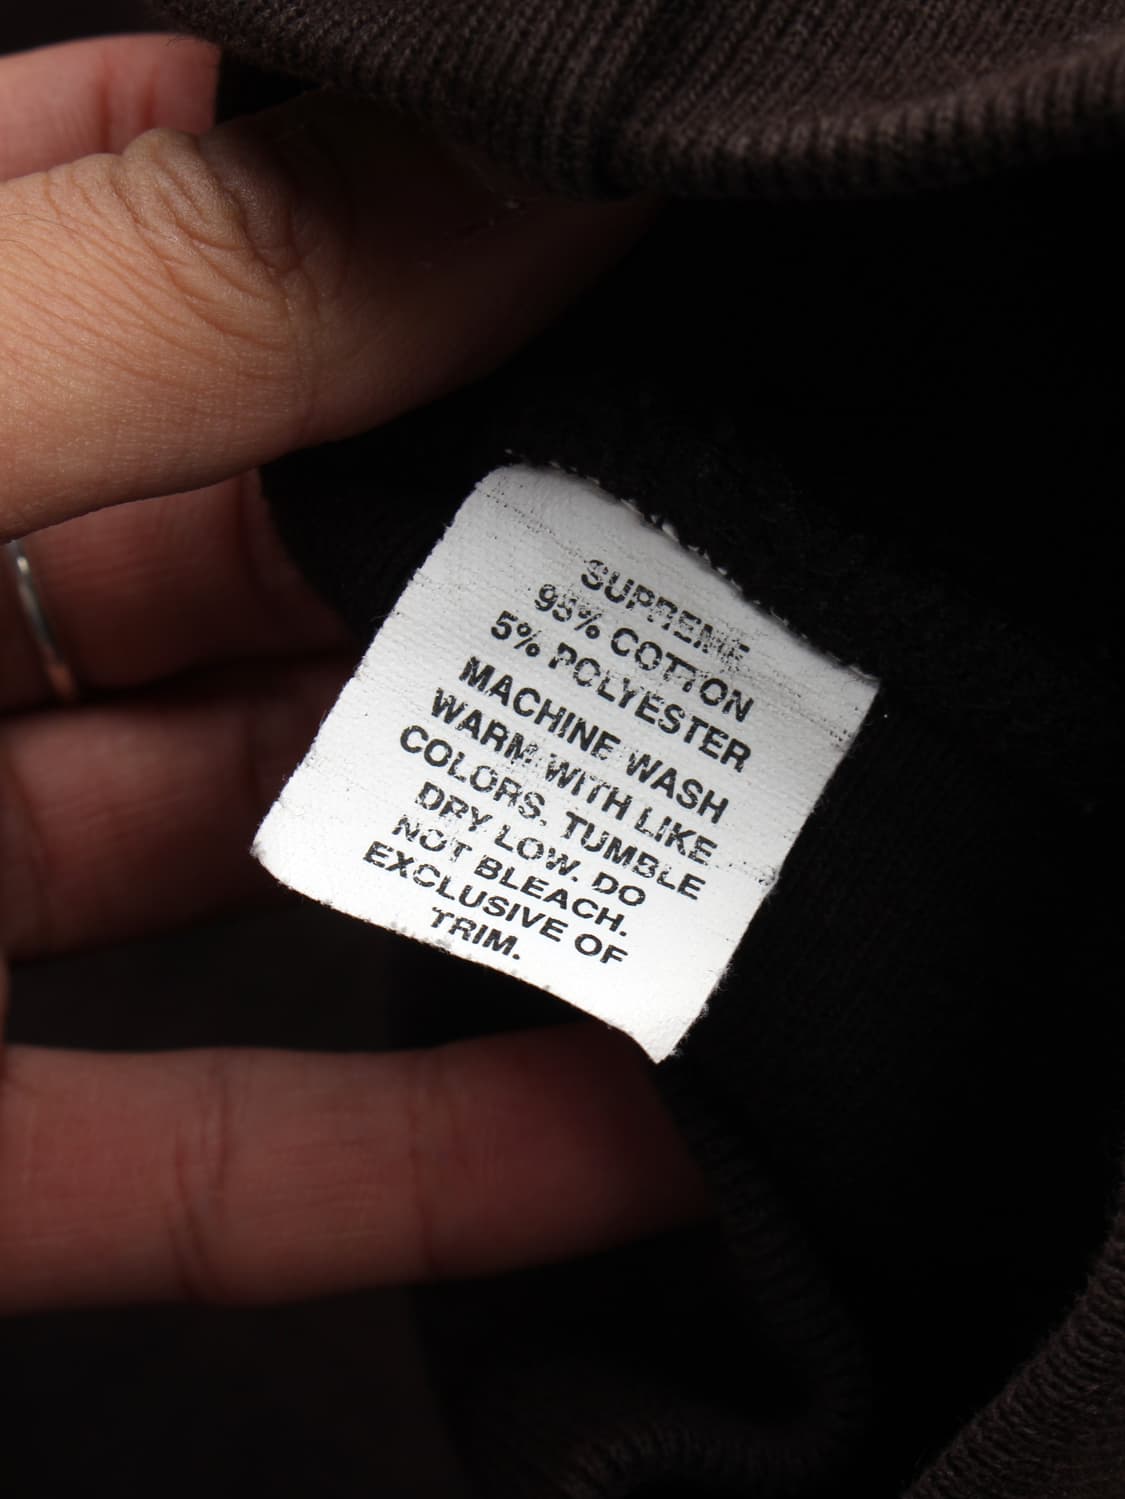 SUPREME
95% COTTON
5% POLYESTER
MACHINE WASH
WARM WITH LIKE
COLORS. TUMBLE
DRY LOW. DO
NOT BLEACH.
EXCLUSIVE OF
TRIM.